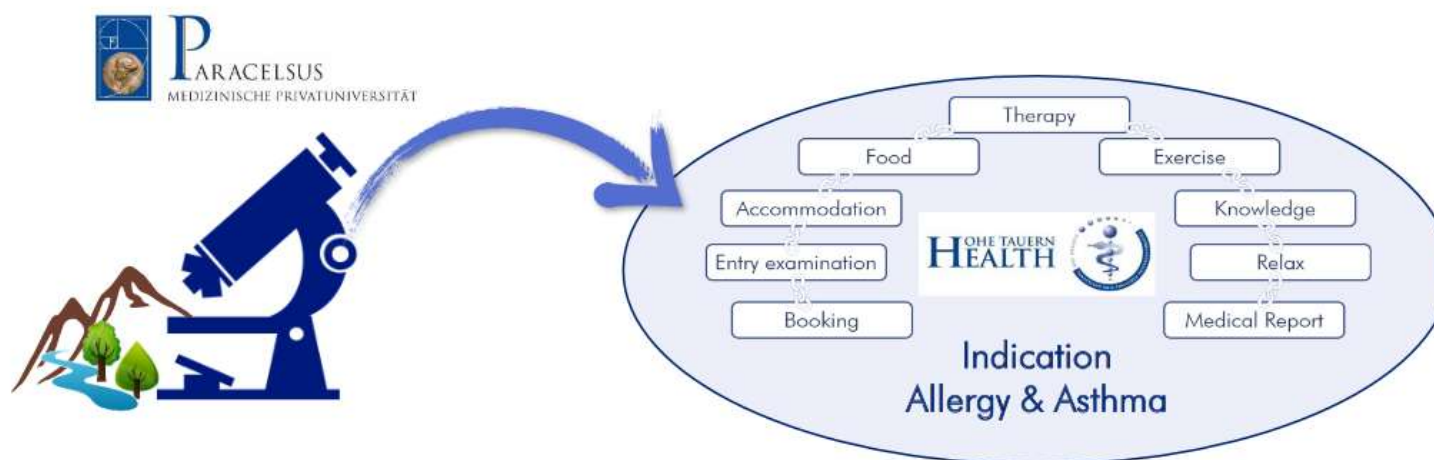 PARACELSUS
MEDIZINISCHE PRIVATUNIVERSITÄT
Therapy
Food
Exercise
Accommodation
Knowledge
HOHE TAUERN
HEALTH
Entry examination
Relax
Booking
Medical Report
Indication
Allergy & Asthma